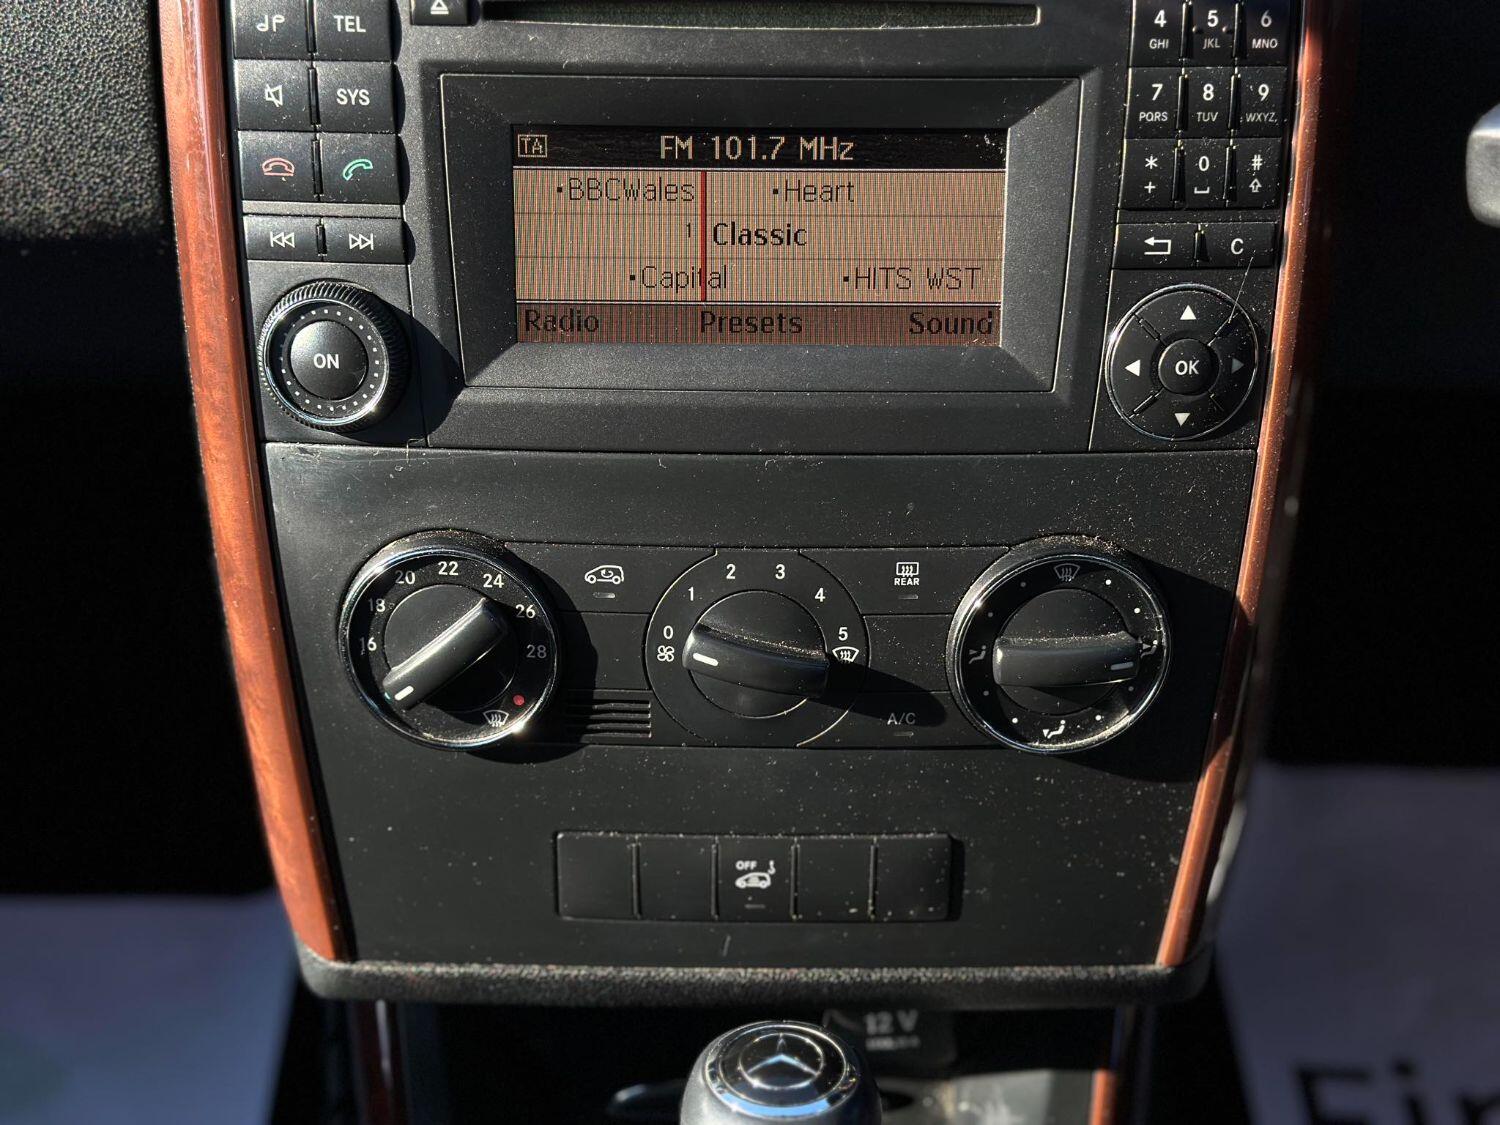 TEL
4 5 6
GHI JKL MNO
SYS
7 8 9
PQRS TUV WXYZ
* 0 #
+
TA FM 101.7 MHz
BBCWales Heart
1 Classic
Capital HITS WST
Radio Presets Sound
C
ON
OK
16 18 20 22 24 26 28
0 1 2 3 4 5
REAR
A/C
OFF
12 V